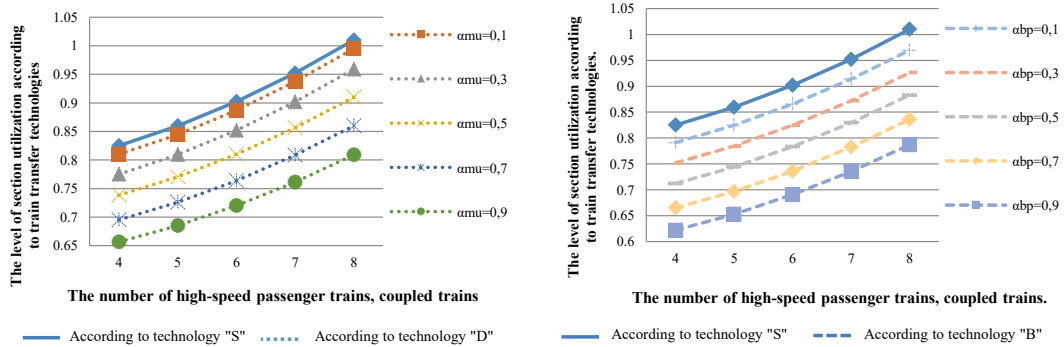 The level of section utilization according
to train transfer technologies
1.05
1
0.95
0.9
0.85
0.8
0.75
0.7
0.65
4 5 6 7 8
The number of high-speed passenger trains, coupled trains
αmu=0,1
αmu=0,3
αmu=0,5
αmu=0,7
αmu=0,9
According to technology "S" According to technology "D"
The level of section utilization according
to train transfer technologies.
1.05
1
0.95
0.9
0.85
0.8
0.75
0.7
0.65
0.6
4 5 6 7 8
The number of high-speed passenger trains, coupled trains.
αbp=0,1
αbp=0,3
αbp=0,5
αbp=0,7
αbp=0,9
According to technology "S" According to technology "B"